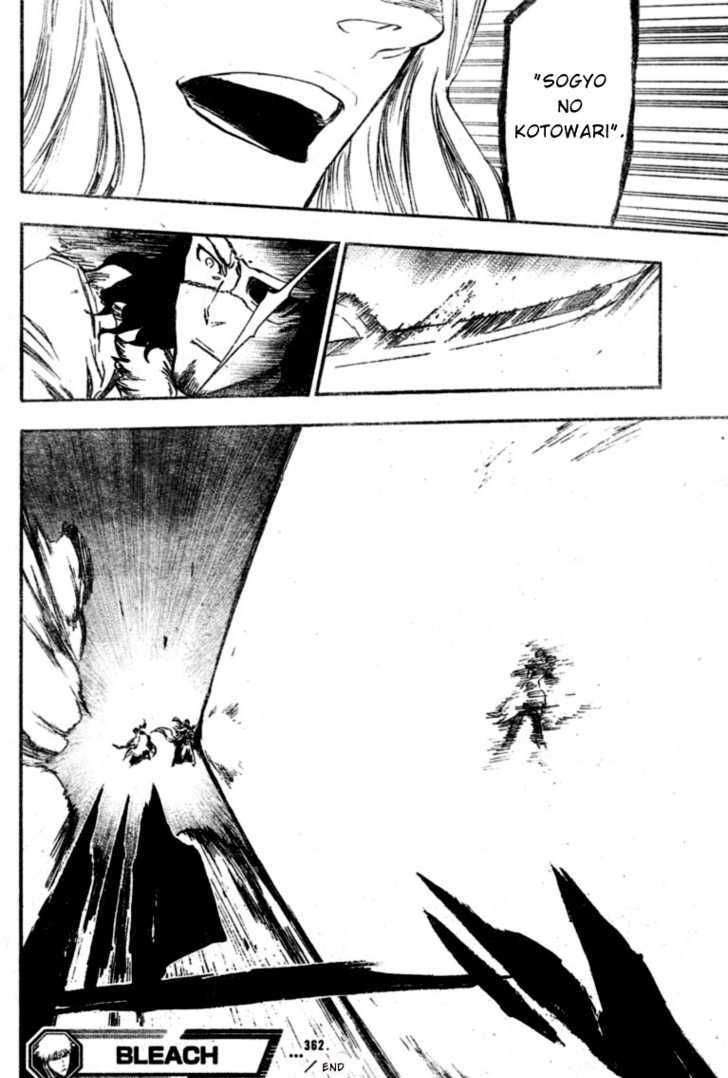 "SOGYO
NO
KOTOWARI".
BLEACH
...362.
/ END